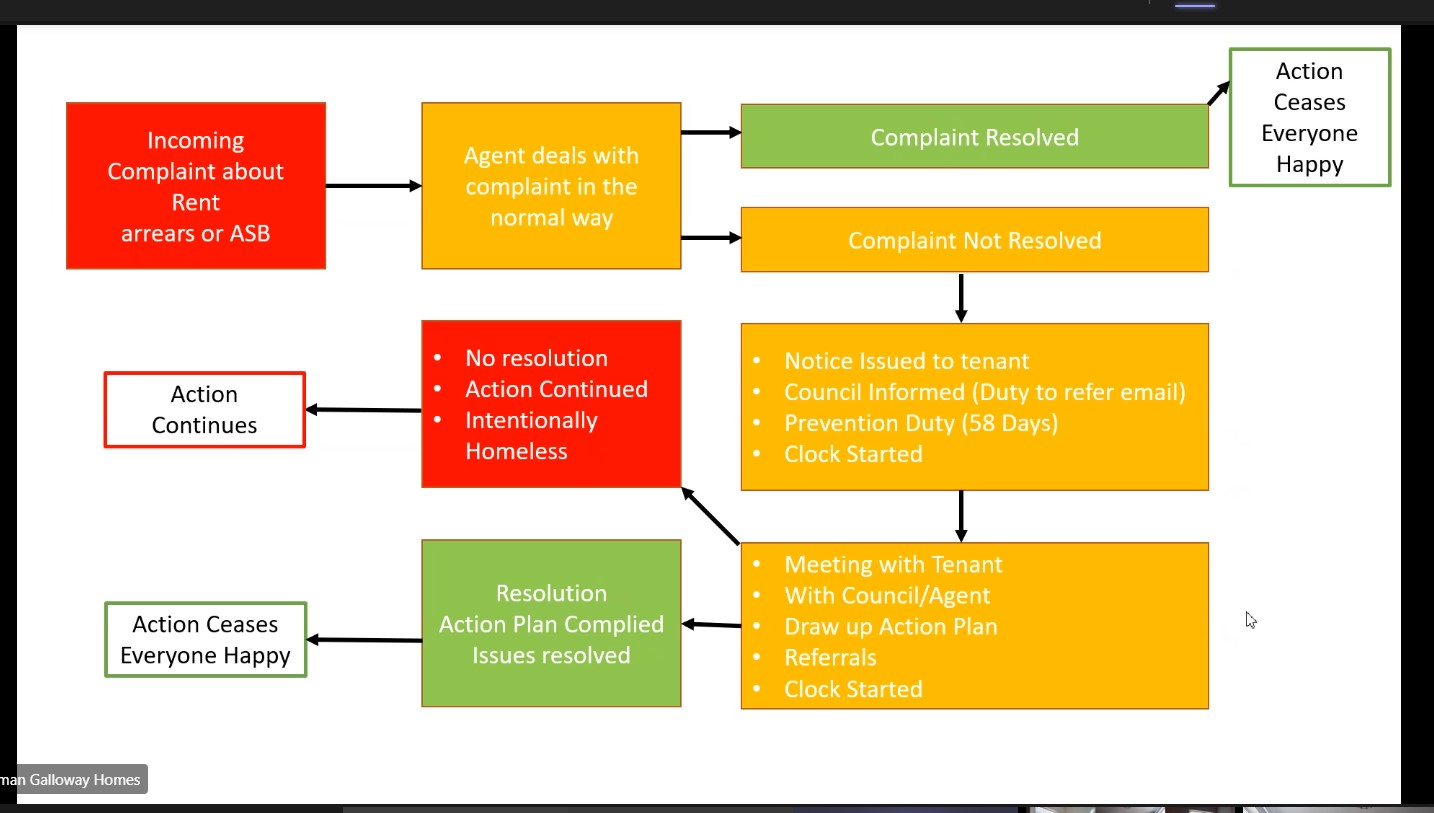 Incoming
Complaint about
Rent
arrears or ASB
Agent deals with
complaint in the
normal way
Complaint Resolved
Action
Ceases
Everyone
Happy
Complaint Not Resolved
• Notice Issued to tenant
• Council Informed (Duty to refer email)
• Prevention Duty (58 Days)
• Clock Started
• No resolution
• Action Continued
• Intentionally
Homeless
Action
Continues
• Meeting with Tenant
• With Council/Agent
• Draw up Action Plan
• Referrals
• Clock Started
Resolution
Action Plan Complied
Issues resolved
Action Ceases
Everyone Happy
Galloway Homes